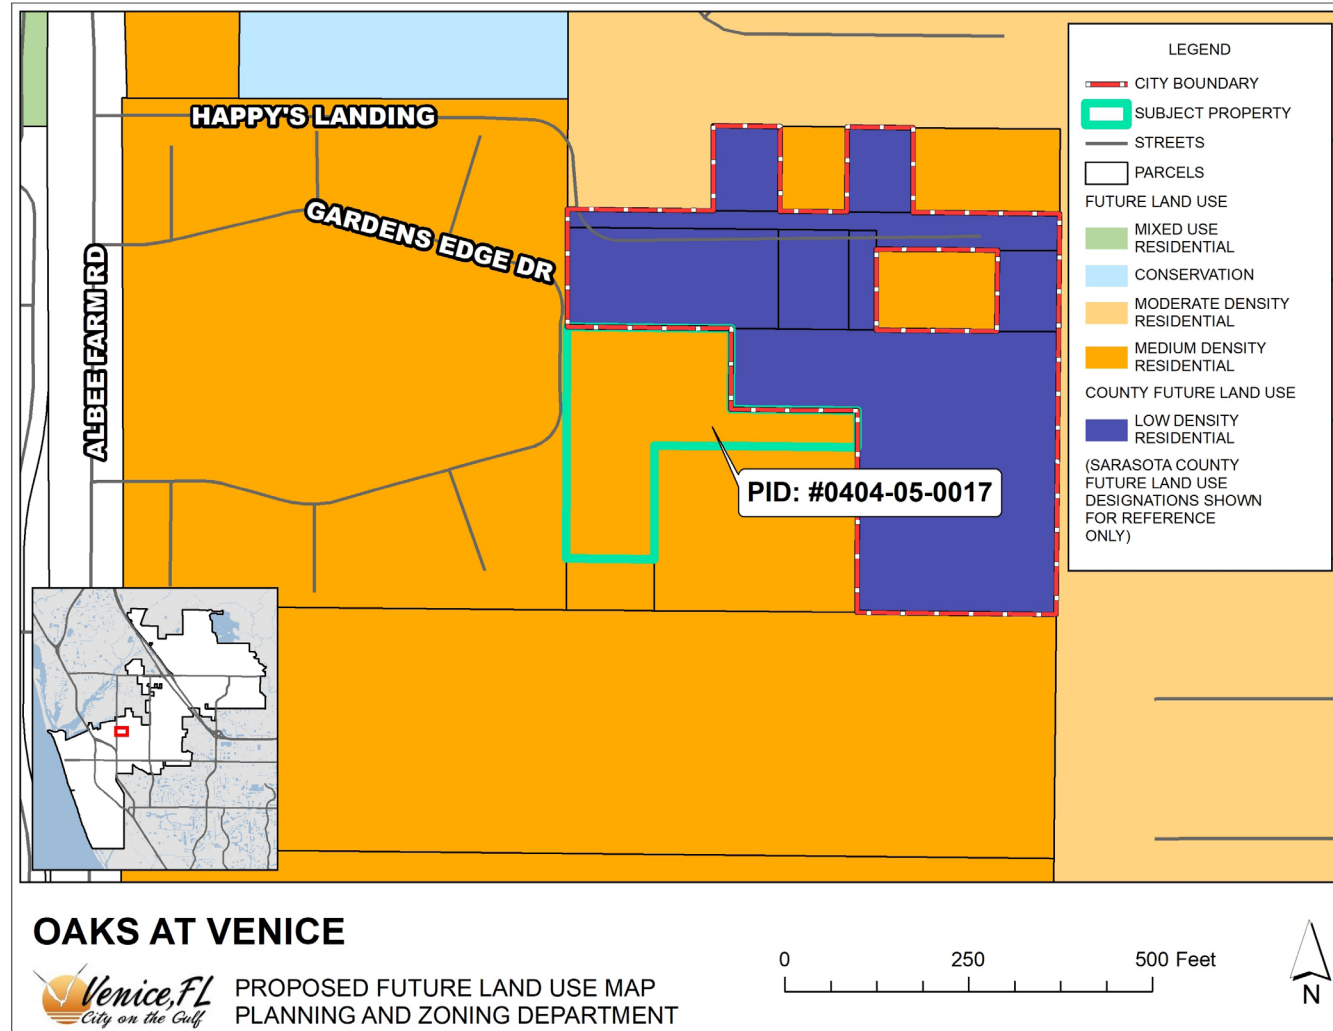 HAPPY'S LANDING
GARDENS EDGE DR
ALBEE FARM RD
PID: #0404-05-0017
LEGEND
CITY BOUNDARY
SUBJECT PROPERTY
STREETS
PARCELS
FUTURE LAND USE
MIXED USE
RESIDENTIAL
CONSERVATION
MODERATE DENSITY
RESIDENTIAL
MEDIUM DENSITY
RESIDENTIAL
COUNTY FUTURE LAND USE
LOW DENSITY
RESIDENTIAL
(SARASOTA COUNTY
FUTURE LAND USE
DESIGNATIONS SHOWN
FOR REFERENCE
ONLY)
OAKS AT VENICE
Venice, FL
City on the Gulf
PROPOSED FUTURE LAND USE MAP
PLANNING AND ZONING DEPARTMENT
0 250 500 Feet
N